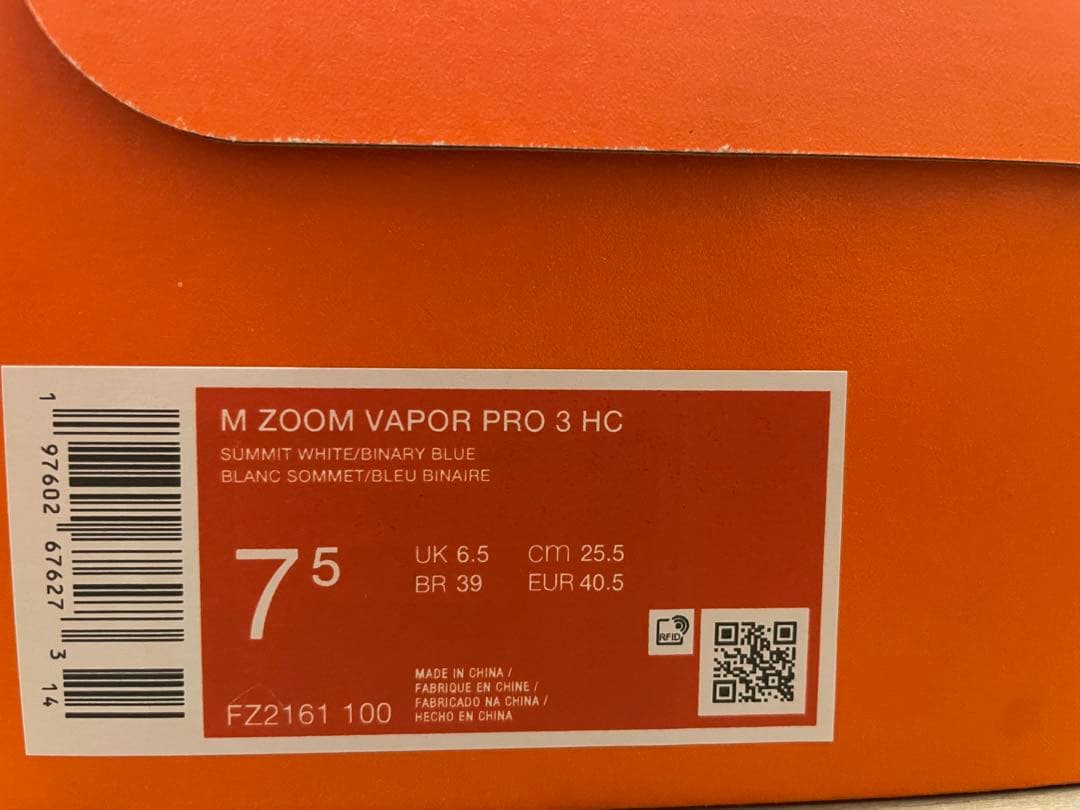 M ZOOM VAPOR PRO 3 HC
SUMMIT WHITE/BINARY BLUE
BLANC SOMMET/BLEU BINAIRE
7 5
UK 6.5 cm 25.5
BR 39 EUR 40.5
RFID
MADE IN CHINA /
FABRIQUE EN CHINE /
FABRICADO NA CHINA /
HECHO EN CHINA
FZ2161 100
1 97602 67627 3 14